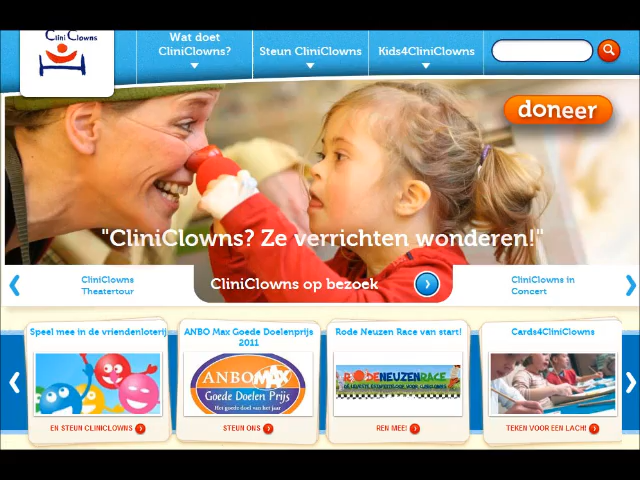 CliniClowns
Wat doet
CliniClowns?
Steun CliniClowns
Kids4CliniClowns
doneer
"CliniClowns? Ze verrichten wonderen!"
CliniClowns
Theatertour
CliniClowns op bezoek
CliniClowns in
Concert
Speel mee in de vriendenloterij
EN STEUN CLINICLOWNS
ANBO Max Goede Doelenprijs
2011
ANBO MAX
Goede Doelen Prijs
Het goede doel van het jaar
STEUN ONS
Rode Neuzen Race van start!
RODENEUZENRACE
REN MEE!
Cards4CliniClowns
TEKEN VOOR EEN LACH!